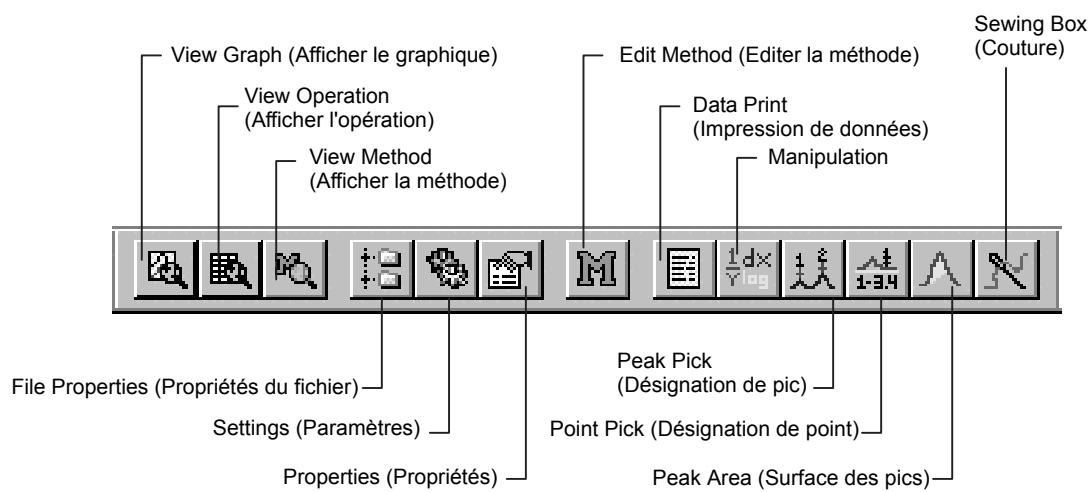 Sewing Box
(Couture)
View Graph (Afficher le graphique)
Edit Method (Editer la méthode)
View Operation
(Afficher l'opération)
Data Print
(Impression de données)
View Method
(Afficher la méthode)
Manipulation
M
M
1 dx
Y log
1 2
1-3.4
Peak Pick
(Désignation de pic)
File Properties (Propriétés du fichier)
Settings (Paramètres)
Point Pick (Désignation de point)
Properties (Propriétés)
Peak Area (Surface des pics)